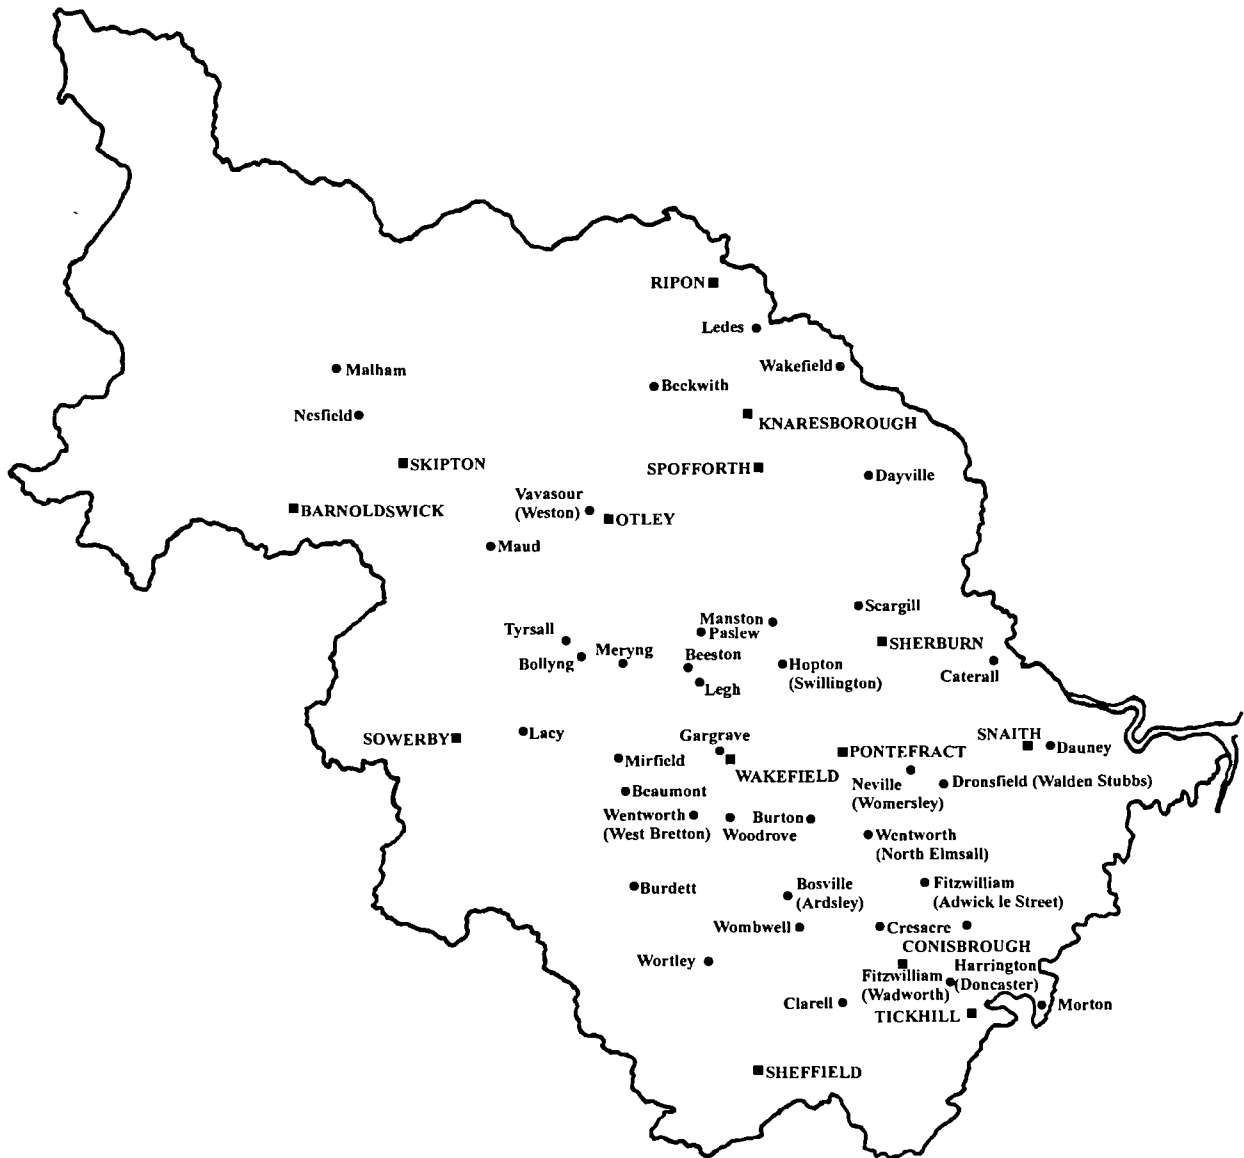 RIPON
Ledes
Wakefield
Malham
Beckwith
Nesfield
KNARESBOROUGH
SKIPTON
SPOFFORTH
Dayville
Vavasour
(Weston)
BARNOLDSWICK
OTLEY
Maud
Scargill
Manston
Tyrsall
Paslew
SHERBURN
Meryng
Beeston
Bollyng
Hopton
(Swillington)
Caterall
Legh
SOWERBY
Lacy
Gargrave
SNAITH
PONTEFRACT
Dauney
Mirfield
WAKEFIELD
Neville
(Womersley)
Dronsfield (Walden Stubbs)
Beaumont
Wentworth
(West Bretton)
Woodrove
Burton
Wentworth
(North Elmsall)
Burdett
Bosville
(Ardsley)
Fitzwilliam
(Adwick le Street)
Wombwell
Cresacre
CONISBROUGH
Wortley
Harrington
(Doncaster)
Fitzwilliam
(Wadworth)
Clarell
Morton
TICKHILL
SHEFFIELD